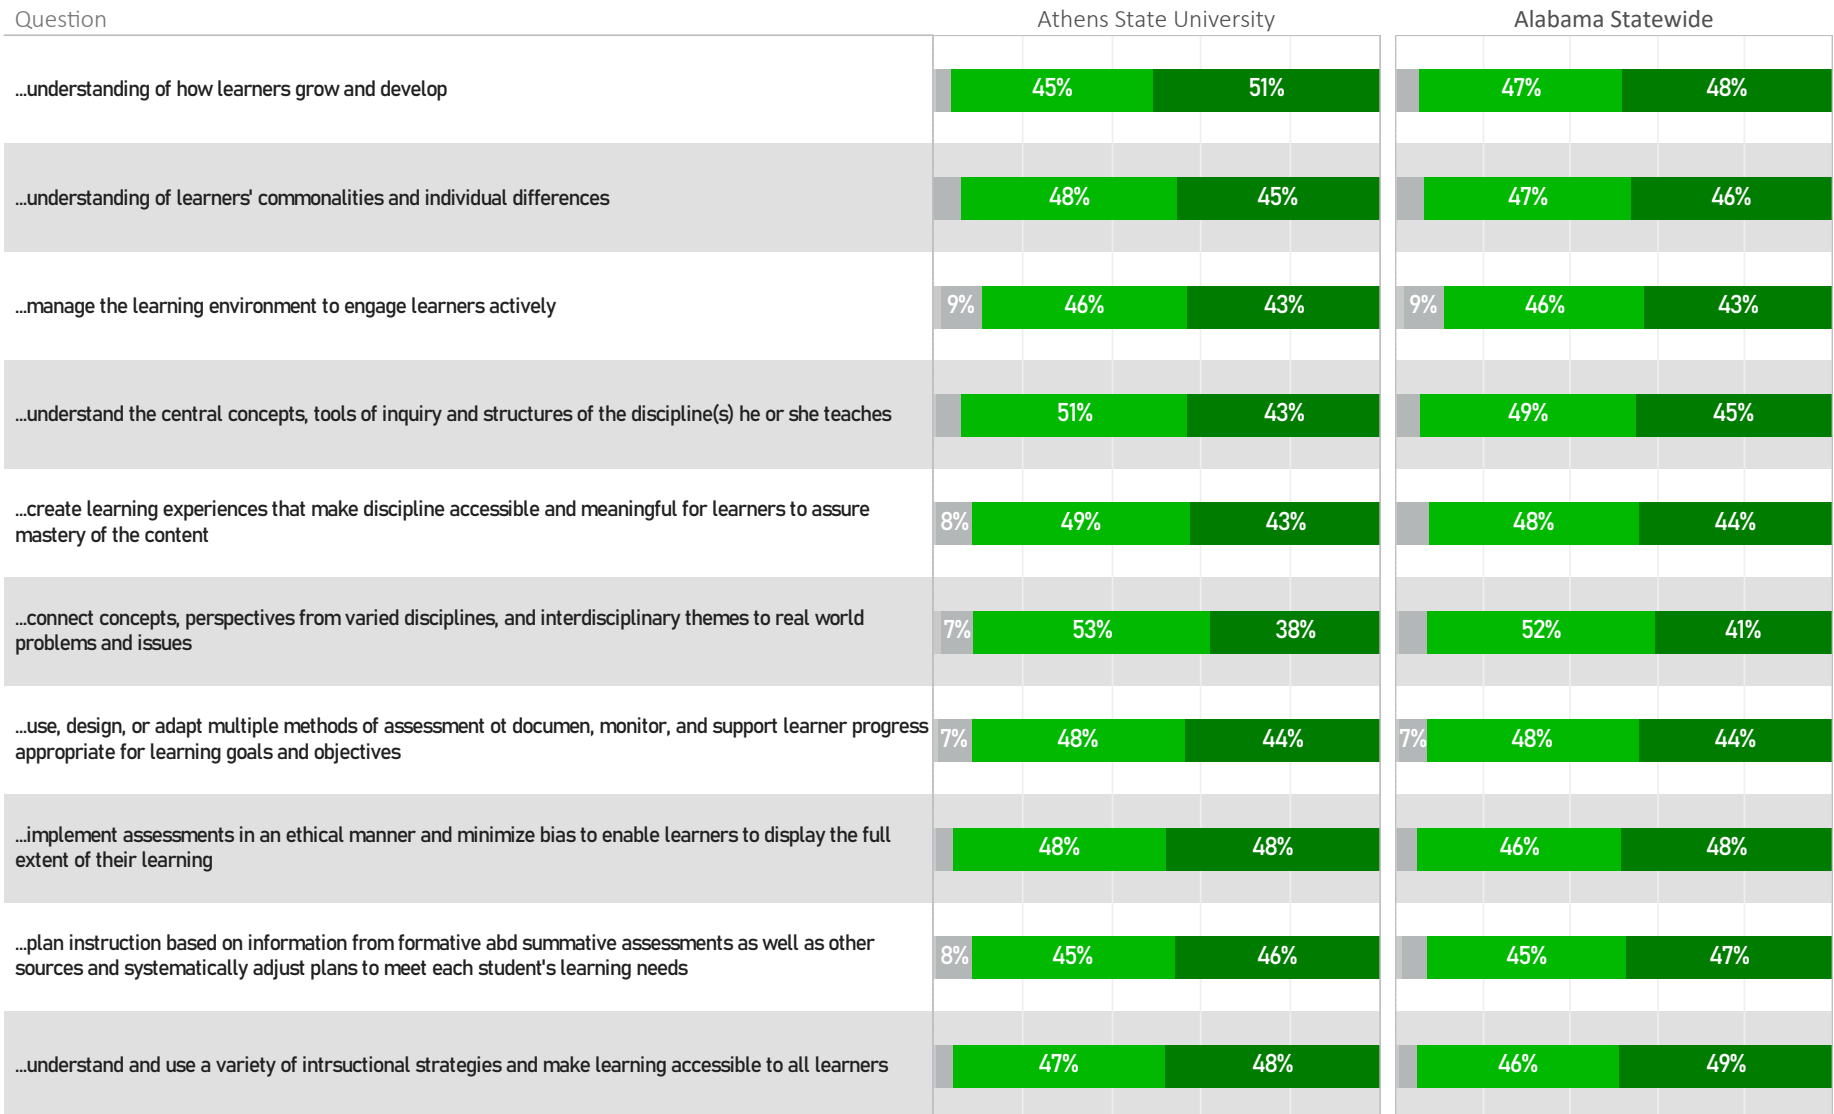 Question Athens State University Alabama Statewide
...understanding of how learners grow and develop 45% 51% 47% 48%
...understanding of learners' commonalities and individual differences 48% 45% 47% 46%
...manage the learning environment to engage learners actively 9% 46% 43% 9% 46% 43%
...understand the central concepts, tools of inquiry and structures of the discipline(s) he or she teaches 51% 43% 49% 45%
...create learning experiences that make discipline accessible and meaningful for learners to assure
mastery of the content 8% 49% 43% 48% 44%
...connect concepts, perspectives from varied disciplines, and interdisciplinary themes to real world
problems and issues 7% 53% 38% 52% 41%
...use, design, or adapt multiple methods of assessment ot documen, monitor, and support learner progress
appropriate for learning goals and objectives 7% 48% 44% 7% 48% 44%
...implement assessments in an ethical manner and minimize bias to enable learners to display the full
extent of their learning 48% 48% 46% 48%
...plan instruction based on information from formative abd summative assessments as well as other
sources and systematically adjust plans to meet each student's learning needs 8% 45% 46% 45% 47%
...understand and use a variety of intrsuctional strategies and make learning accessible to all learners 47% 48% 46% 49%